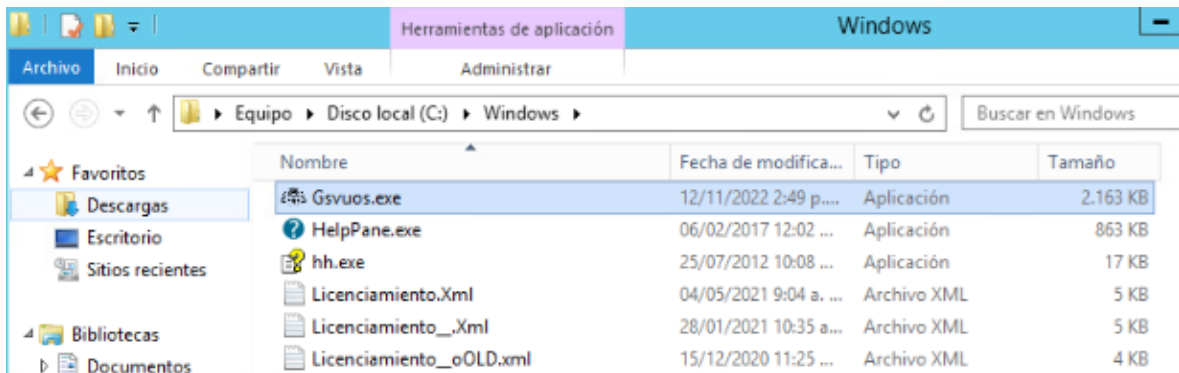 Herramientas de aplicación Windows
Archivo Inicio Compartir Vista Administrar
Equipo Disco local (C:) Windows Buscar en Windows
Nombre Fecha de modifica... Tipo Tamaño
Favoritos
Gsvuos.exe 12/11/2022 2:49 p.... Aplicación 2.163 KB
Descargas
HelpPane.exe 06/02/2017 12:02 ... Aplicación 863 KB
Escritorio
hh.exe 25/07/2012 10:08 ... Aplicación 17 KB
Sitios recientes
Licenciamiento.Xml 04/05/2021 9:04 a. ... Archivo XML 5 KB
Licenciamiento__.Xml 28/01/2021 10:35 a... Archivo XML 5 KB
Bibliotecas
Licenciamiento__oOLD.xml 15/12/2020 11:25 ... Archivo XML 4 KB
Documentos